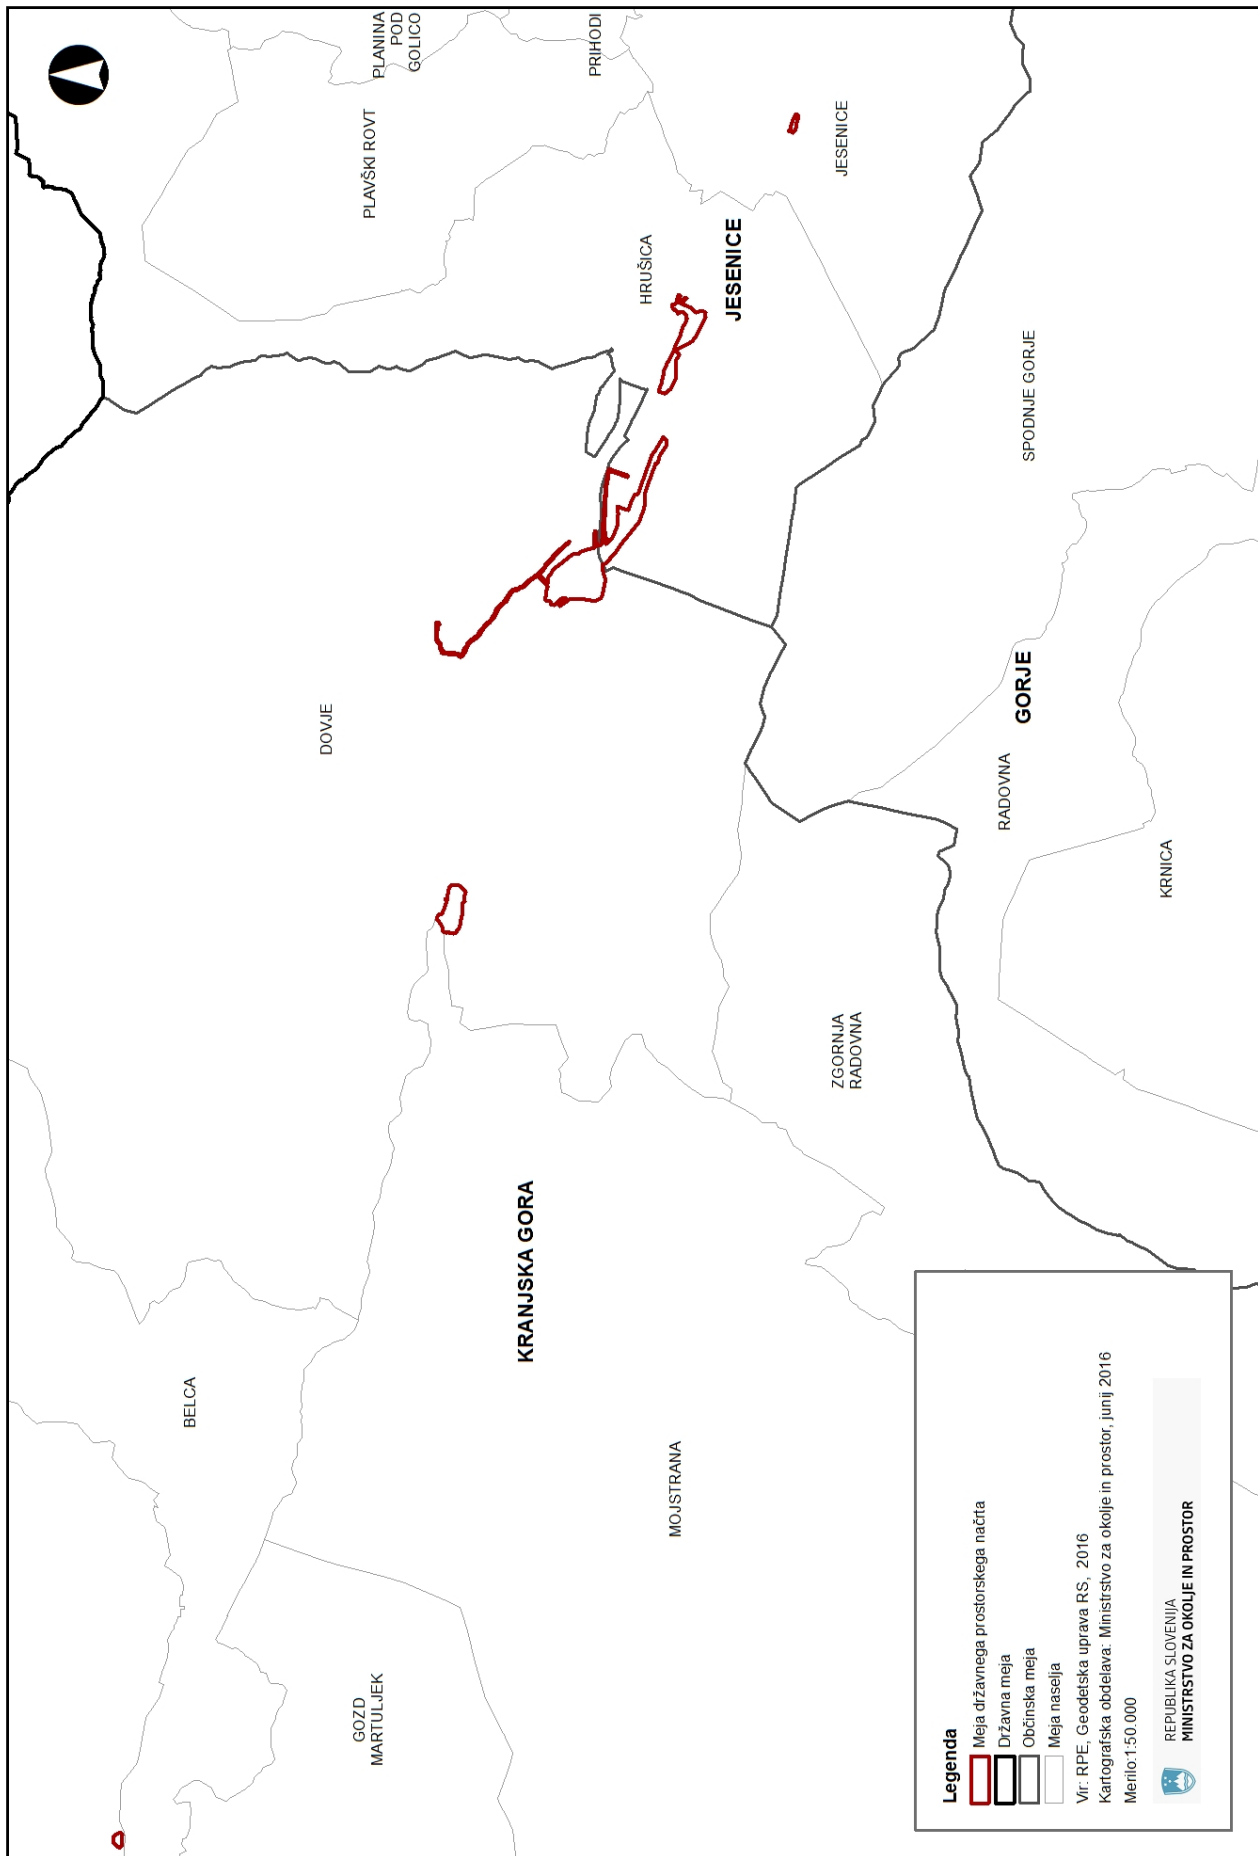 PLANINA
POD
GOLICO
PRIHODI
PLAVŠKI ROVT
JESENICE
HRUŠICA
JESENICE
SPODNJE GORJE
DOVJE
GORJE
RADOVNA
KRNICA
ZGORNJA
RADOVNA
KRANJSKA GORA
BELCA
MOJSTRANA
GOZD
MARTULJEK
Legenda
Meja državnega prostorskega načrta
Državna meja
Občinska meja
Meja naselja
Vir: RPE, Geodetska uprava RS, 2016
Kartografska obdelava: Ministrstvo za okolje in prostor, junij 2016
Merilo:1:50.000
REPUBLIKA SLOVENIJA
MINISTRSTVO ZA OKOLJE IN PROSTOR